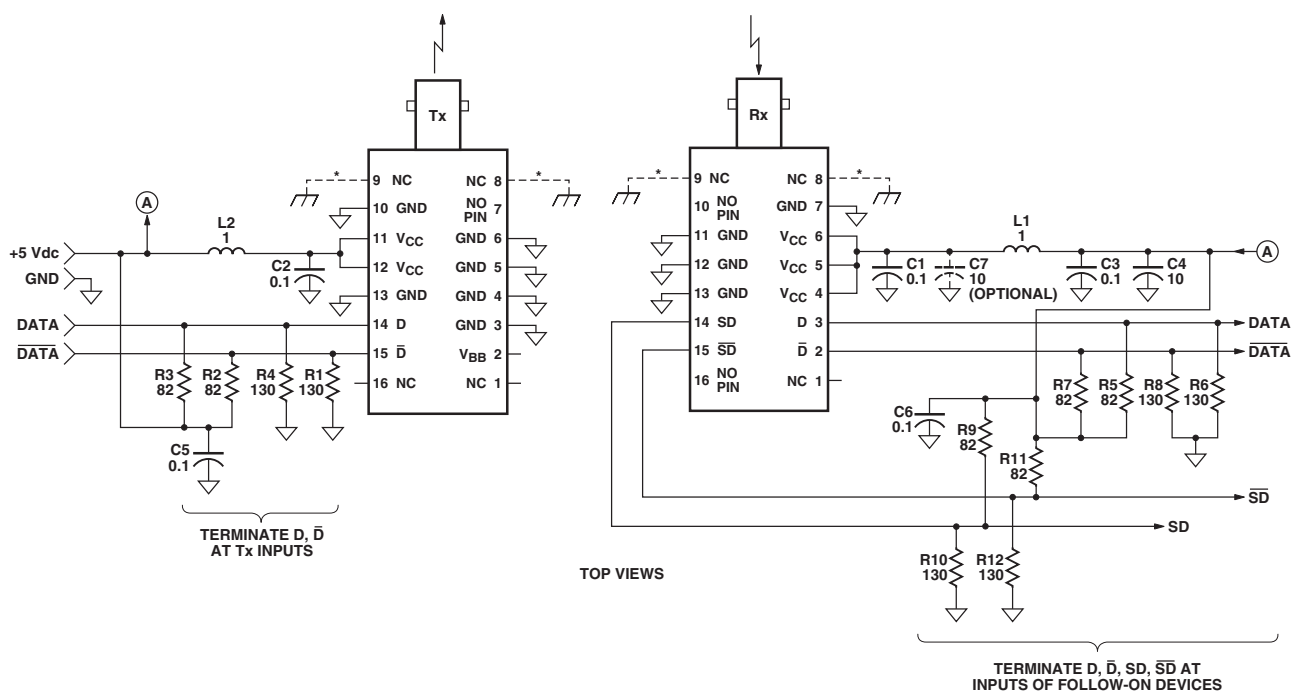 Tx
Rx
9 NC
NC 8
*
*
10 GND
NO
PIN 7
11 VCC
GND 6
12 VCC
GND 5
13 GND
GND 4
14 D
GND 3
15 D̅
VBB 2
16 NC
NC 1
A
L2
1
+5 Vdc
GND
C2
0.1
DATA
D̅A̅T̅A̅
R3
82
R2
82
R4
130
R1
130
C5
0.1
TERMINATE D, D̅
AT Tx INPUTS
*
*
9 NC
NC 8
10 NO
PIN
GND 7
11 GND
VCC 6
12 GND
VCC 5
13 GND
VCC 4
14 SD
D 3
15 S̅D̅
D̅ 2
16 NO
PIN
NC 1
L1
1
A
C1
0.1
C7
10
(OPTIONAL)
C3
0.1
C4
10
DATA
D̅A̅T̅A̅
R7
82
R5
82
R8
130
R6
130
C6
0.1
R9
82
R11
82
S̅D̅
SD
R10
130
R12
130
TOP VIEWS
TERMINATE D, D̅, SD, S̅D̅ AT
INPUTS OF FOLLOW-ON DEVICES